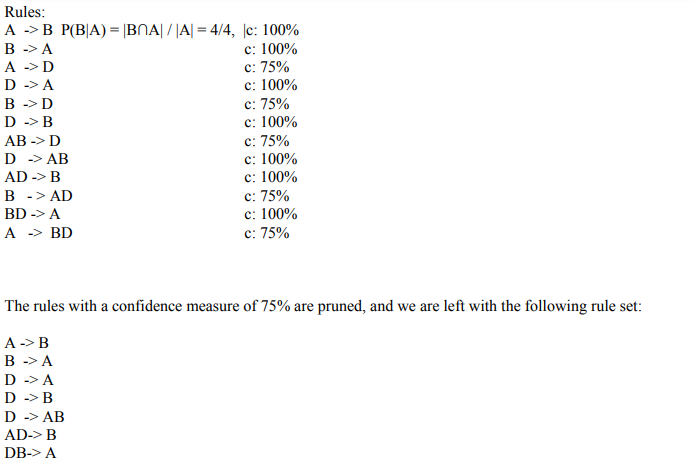 Rules:
A -> B P(B|A) = |B∩A| / |A| = 4/4, |c: 100%
B -> A c: 100%
A -> D c: 75%
D -> A c: 100%
B -> D c: 75%
D -> B c: 100%
AB -> D c: 75%
D -> AB c: 100%
AD -> B c: 100%
B -> AD c: 75%
BD -> A c: 100%
A -> BD c: 75%
The rules with a confidence measure of 75% are pruned, and we are left with the following rule set:
A -> B
B -> A
D -> A
D -> B
D -> AB
AD-> B
DB-> A